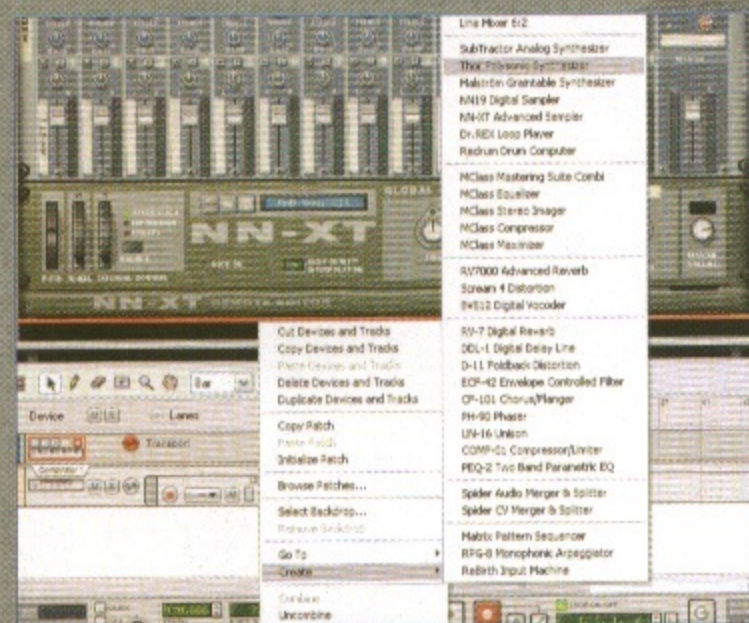 Line Mixer 6:2
SubTractor Analog Synthesizer
Thor Polysonic Synthesizer
Malström Graintable Synthesizer
NN19 Digital Sampler
NN-XT Advanced Sampler
Dr.REX Loop Player
Redrum Drum Computer
MClass Mastering Suite Combi
MClass Equalizer
MClass Stereo Imager
MClass Compressor
MClass Maximizer
RV7000 Advanced Reverb
Scream 4 Distortion
BV512 Digital Vocoder
RV-7 Digital Reverb
DDL-1 Digital Delay Line
D-11 Foldback Distortion
ECF-42 Envelope Controlled Filter
CF-101 Chorus/Flanger
PH-90 Phaser
UN-16 Unison
COMP-01 Compressor/Limiter
PEQ-2 Two Band Parametric EQ
Spider Audio Merger & Splitter
Spider CV Merger & Splitter
Matrix Pattern Sequencer
RPG-8 Monophonic Arpeggiator
ReBirth Input Machine
GLOBAL
NN-XT
NN-XT REMOTE EDITOR
Cut Devices and Tracks
Copy Devices and Tracks
Paste Devices and Tracks
Delete Devices and Tracks
Duplicate Devices and Tracks
Copy Patch
Paste Patch
Initialize Patch
Browse Patches...
Select Backdrop...
Remove Backdrop
Go To
Create
Combine
Uncombine
Bar
Device M S Lanes
Transport
M S